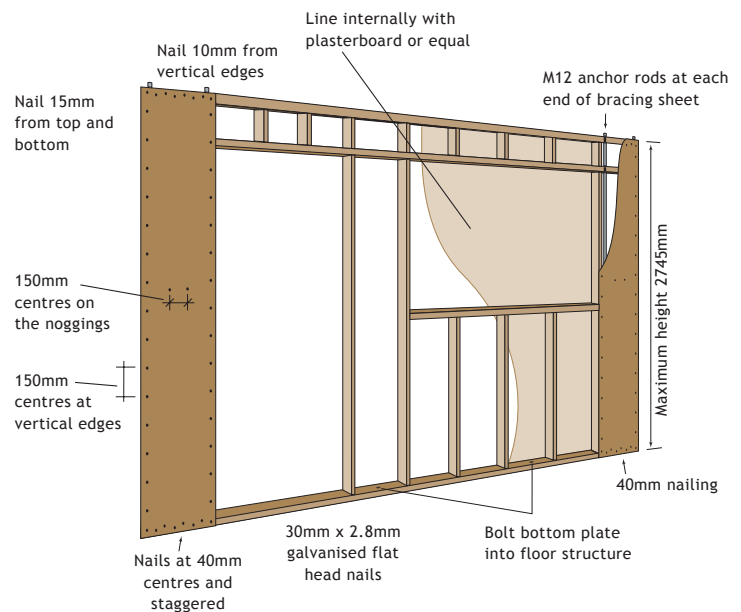 Line internally with
plasterboard or equal
Nail 10mm from
vertical edges
M12 anchor rods at each
end of bracing sheet
Nail 15mm
from top and
bottom
150mm
centres on
the noggings
Maximum height 2745mm
150mm
centres at
vertical edges
40mm nailing
30mm x 2.8mm
galvanised flat
head nails
Bolt bottom plate
into floor structure
Nails at 40mm
centres and
staggered